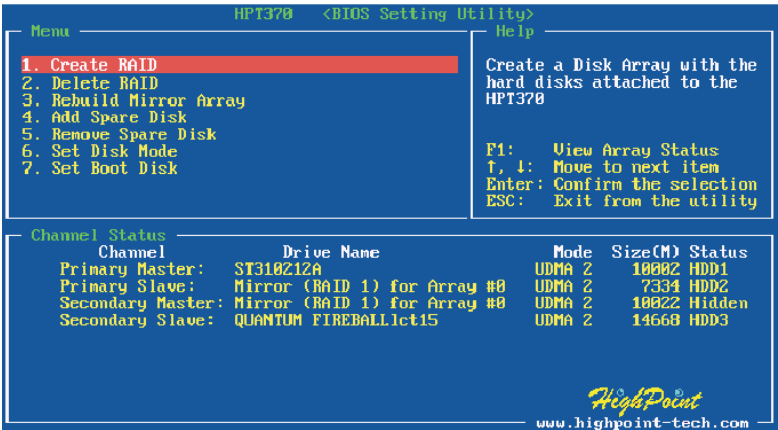 HPT370 <BIOS Setting Utility>
Menu
1. Create RAID
2. Delete RAID
3. Rebuild Mirror Array
4. Add Spare Disk
5. Remove Spare Disk
6. Set Disk Mode
7. Set Boot Disk
Help
Create a Disk Array with the
hard disks attached to the
HPT370
F1: View Array Status
↑, ↓: Move to next item
Enter: Confirm the selection
ESC: Exit from the utility
Channel Status
Channel Drive Name Mode Size(M) Status
Primary Master: ST310212A UDMA 2 10002 HDD1
Primary Slave: Mirror (RAID 1) for Array #0 UDMA 2 7334 HDD2
Secondary Master: Mirror (RAID 1) for Array #0 UDMA 2 10022 Hidden
Secondary Slave: QUANTUM FIREBALLlct15 UDMA 2 14668 HDD3
HighPoint
www.highpoint-tech.com